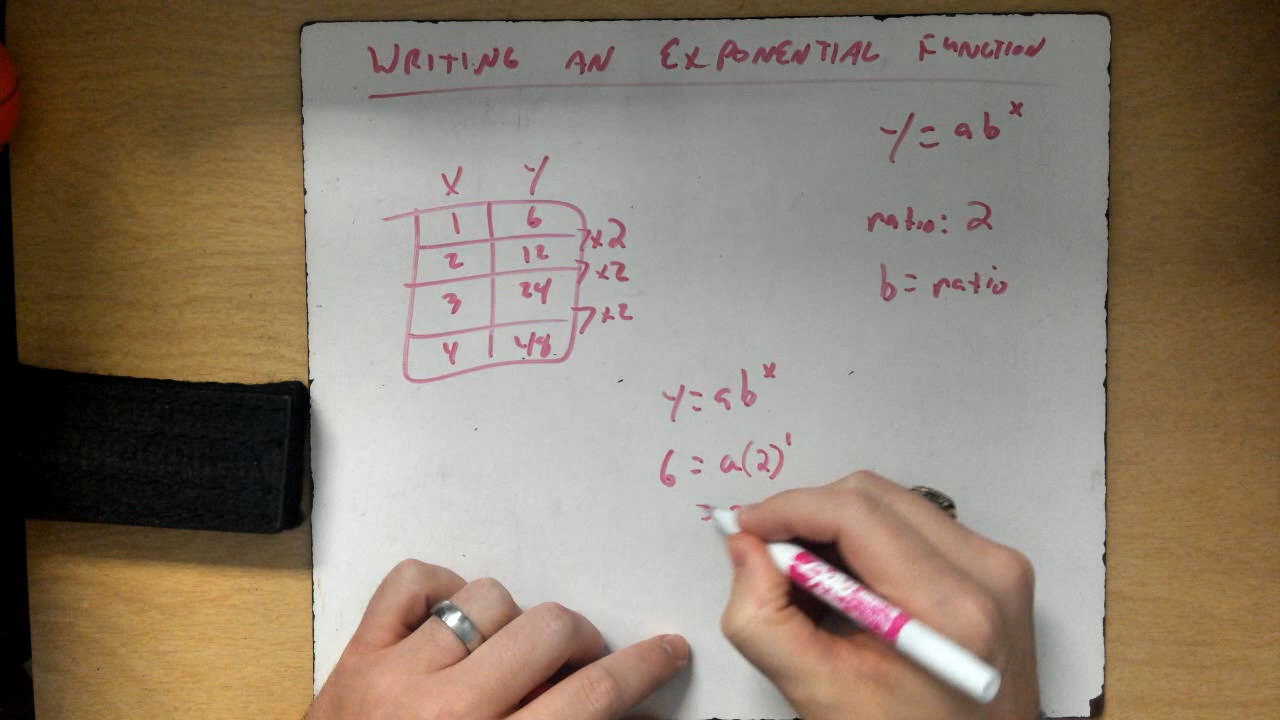 WRITING AN EXPONENTIAL FUNCTION
y = ab^x
X Y
1 6
2 12
3 24
4 48
x2
x2
x2
ratio: 2
b = ratio
y = ab^x
6 = a(2)^1
expo